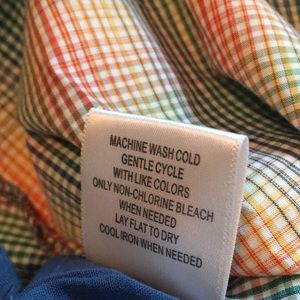 MACHINE WASH COLD
GENTLE CYCLE
WITH LIKE COLORS
ONLY NON-CHLORINE BLEACH
WHEN NEEDED
LAY FLAT TO DRY
COOL IRON WHEN NEEDED